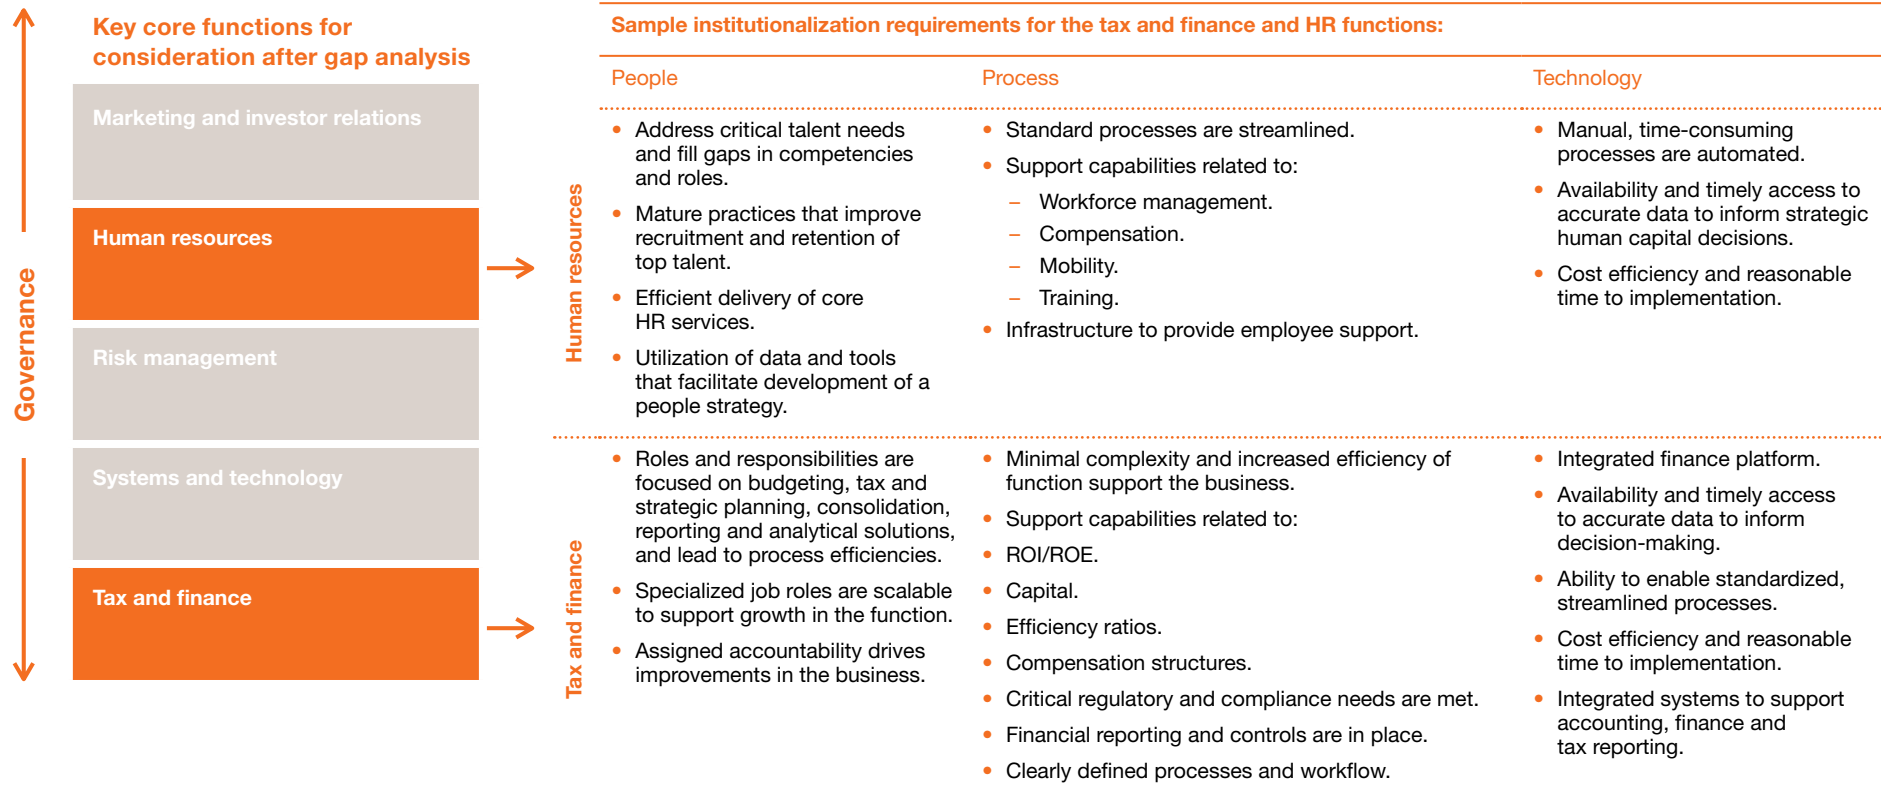 Governance
Key core functions for
consideration after gap analysis
Marketing and investor relations
Human resources
Risk management
Systems and technology
Tax and finance
Sample institutionalization requirements for the tax and finance and HR functions:
People
Process
Technology
Human resources
• Address critical talent needs
and fill gaps in competencies
and roles.
• Mature practices that improve
recruitment and retention of
top talent.
• Efficient delivery of core
HR services.
• Utilization of data and tools
that facilitate development of a
people strategy.
• Standard processes are streamlined.
• Support capabilities related to:
– Workforce management.
– Compensation.
– Mobility.
– Training.
• Infrastructure to provide employee support.
• Manual, time-consuming
processes are automated.
• Availability and timely access to
accurate data to inform strategic
human capital decisions.
• Cost efficiency and reasonable
time to implementation.
Tax and finance
• Roles and responsibilities are
focused on budgeting, tax and
strategic planning, consolidation,
reporting and analytical solutions,
and lead to process efficiencies.
• Specialized job roles are scalable
to support growth in the function.
• Assigned accountability drives
improvements in the business.
• Minimal complexity and increased efficiency of
function support the business.
• Support capabilities related to:
• ROI/ROE.
• Capital.
• Efficiency ratios.
• Compensation structures.
• Critical regulatory and compliance needs are met.
• Financial reporting and controls are in place.
• Clearly defined processes and workflow.
• Integrated finance platform.
• Availability and timely access
to accurate data to inform
decision-making.
• Ability to enable standardized,
streamlined processes.
• Cost efficiency and reasonable
time to implementation.
• Integrated systems to support
accounting, finance and
tax reporting.